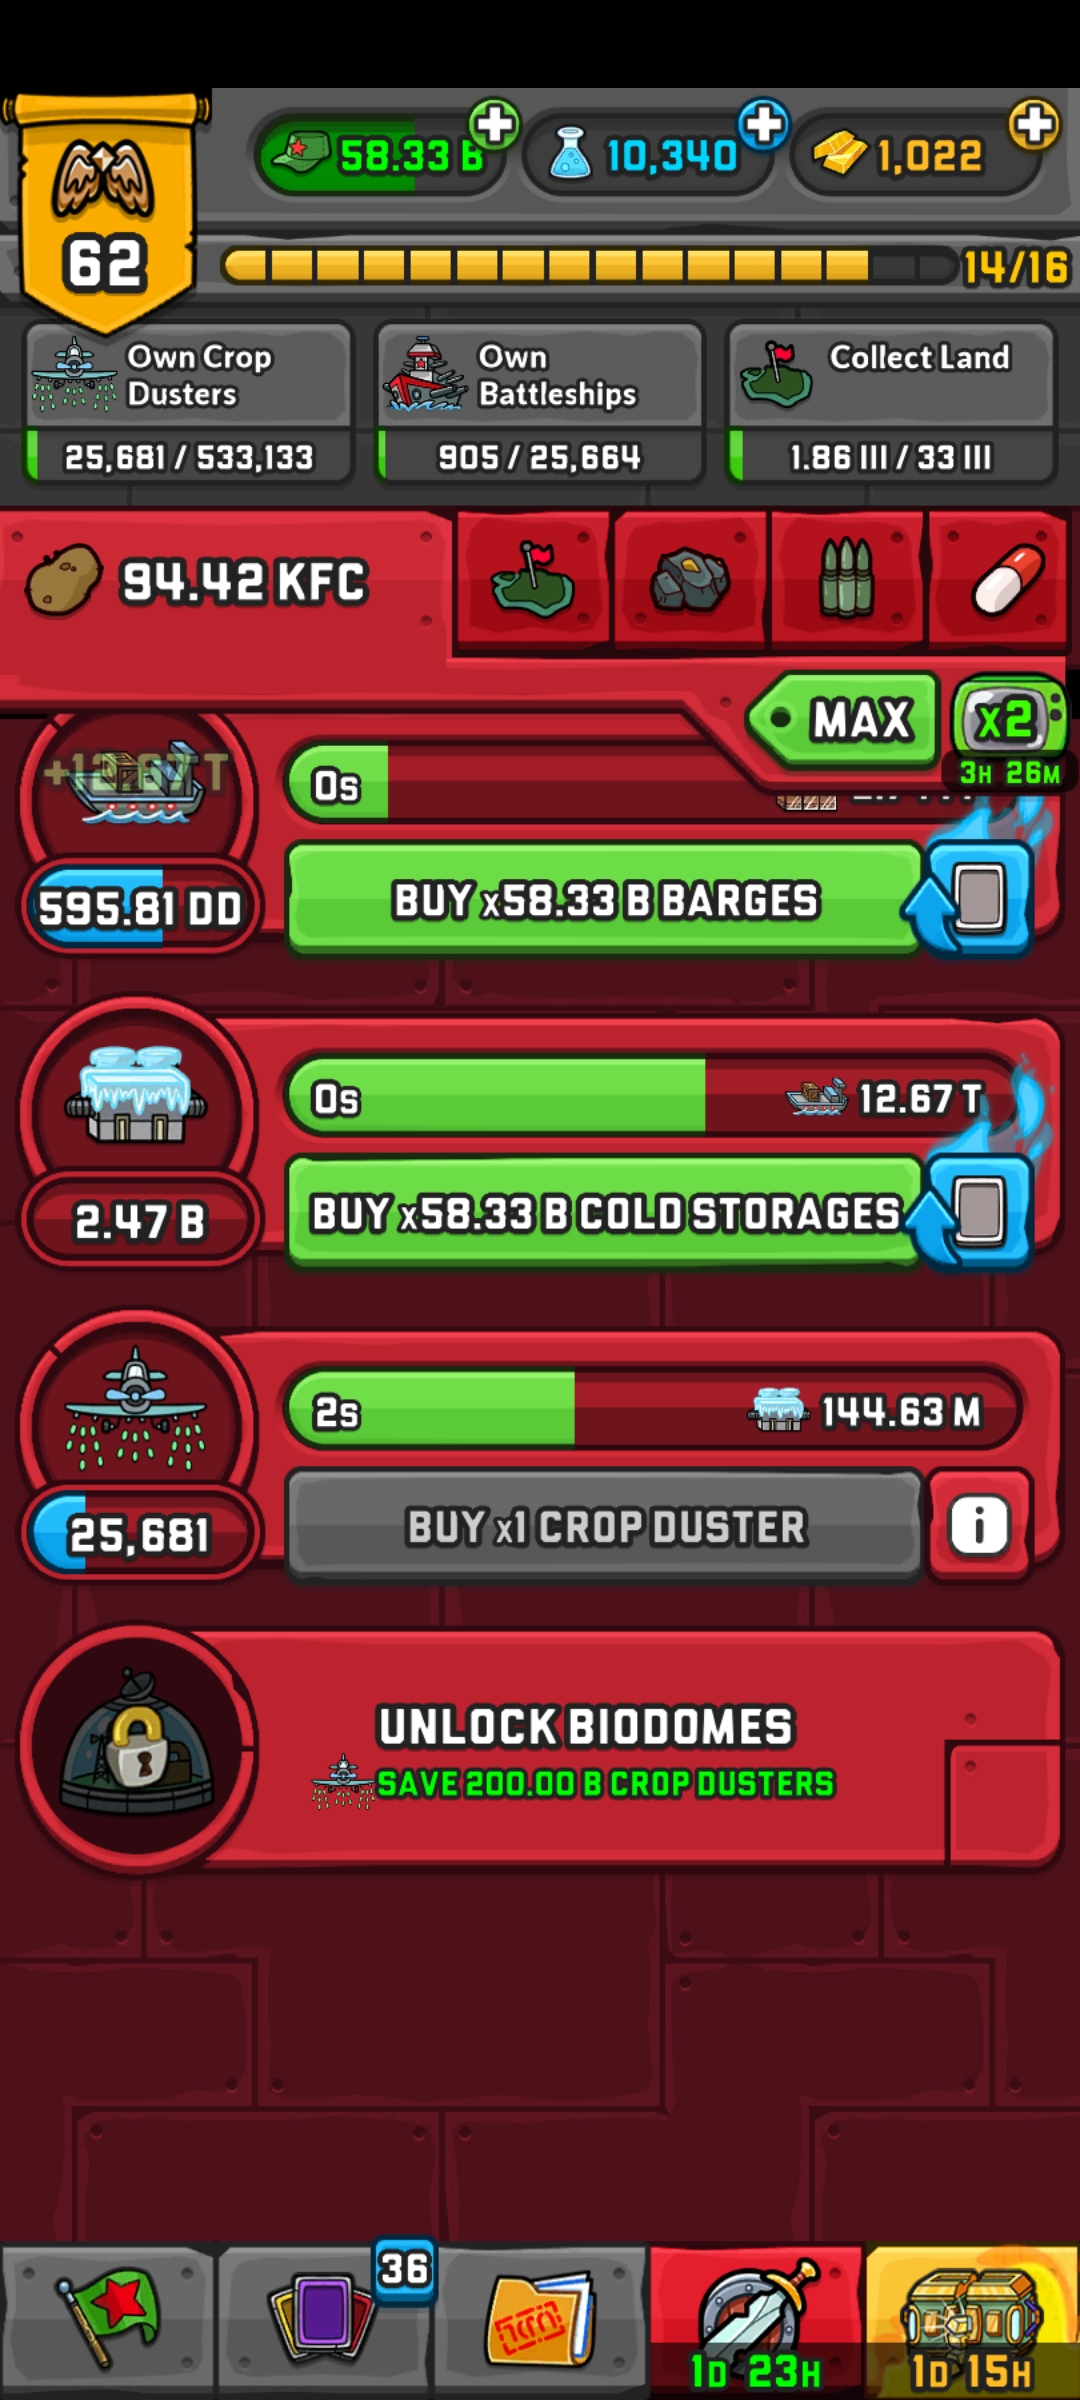 58.33 B
10,340
1,022
62
14/16
Own Crop
Dusters
Own
Battleships
Collect Land
25,681 / 533,133
905 / 25,664
1.86 III / 33 III
94.42 KFC
MAX
x2
3H 26M
0s
595.81 DD
BUY x58.33 B BARGES
0s
12.67 T
2.47 B
BUY x58.33 B COLD STORAGES
2s
144.63 M
25,681
BUY x1 CROP DUSTER
i
UNLOCK BIODOMES
SAVE 200.00 B CROP DUSTERS
36
1D 23H
1D 15H